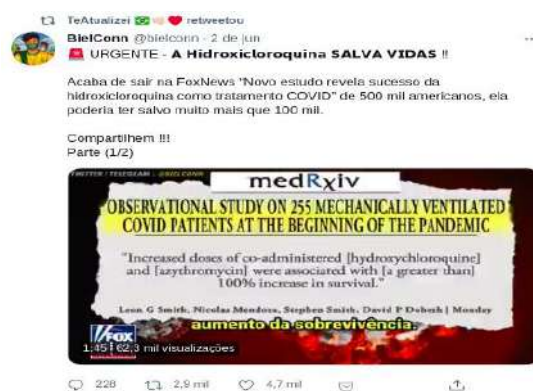 TeAtualizei 🇧🇷 ❤️ retweetou
BielConn @bielconn · 2 de jun
🚨 URGENTE - A Hidroxicloroquina SALVA VIDAS !!
Acaba de sair na FoxNews "Novo estudo revela sucesso da
hidroxicloroquina como tratamento COVID" de 500 mil americanos, ela
poderia ter salvo muito mais que 100 mil.
Compartilhem !!!
Parte (1/2)
TWITTER / TELEGRAM : @BIELCONN
medRxiv
OBSERVATIONAL STUDY ON 255 MECHANICALLY VENTILATED
COVID PATIENTS AT THE BEGINNING OF THE PANDEMIC
"Increased doses of co-administered [hydroxychloroquine]
and [azythromycin] were associated with [a greater than]
100% increase in survival."
Leon G Smith, Nicolas Mendoza, Stephen Smith, David P Dobesh | Monday
aumento da sobrevivência.
FOX
1:45 62,3 mil visualizações
228 2,9 mil 4,7 mil